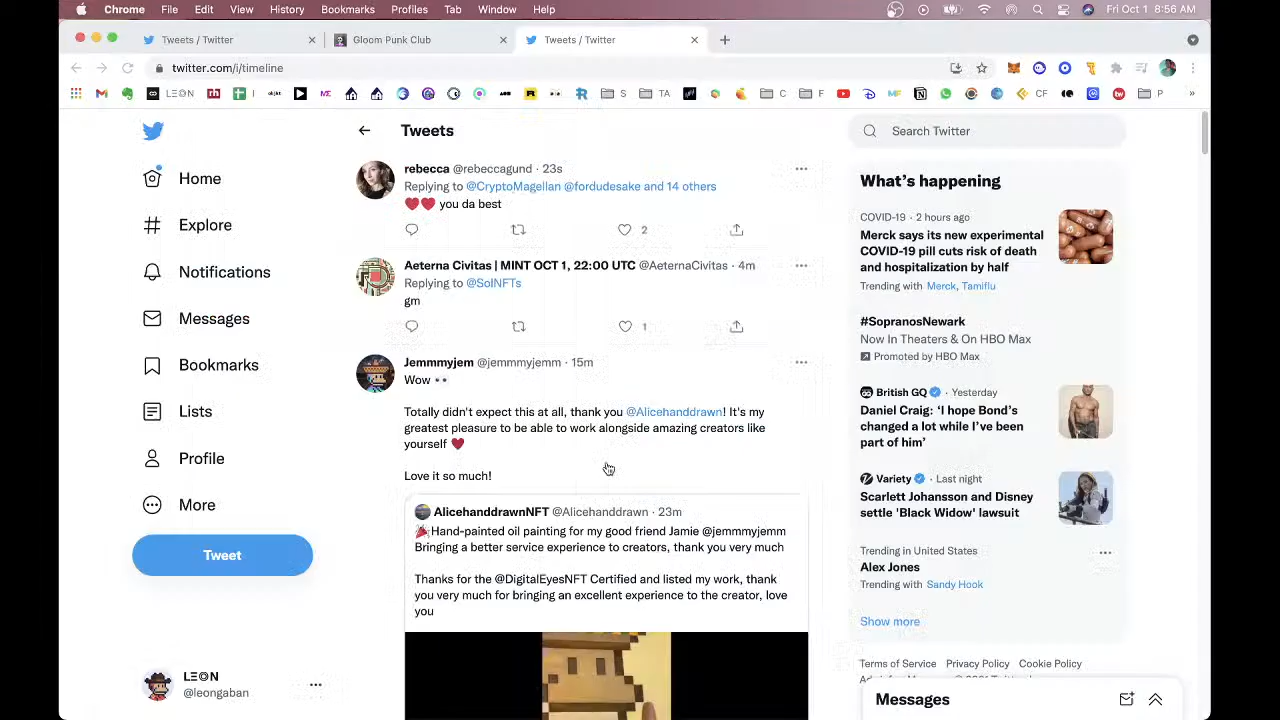 Chrome File Edit View History Bookmarks Profiles Tab Window Help Fri Oct 1 8:56 AM
Tweets / Twitter Gloom Punk Club Tweets / Twitter
twitter.com/i/timeline
LΞ◎N I okt S TA C F CF P »
Tweets
Search Twitter
Home
Explore
Notifications
Messages
Bookmarks
Lists
Profile
More
Tweet
LΞ◎N
@leongaban
rebecca @rebeccagund · 23s
Replying to @CryptoMagellan @fordudesake and 14 others
❤️❤️ you da best
2
Aeterna Civitas | MINT OCT 1, 22:00 UTC @AeternaCivitas · 4m
Replying to @SolNFTs
gm
1
Jemmmyjem @jemmmyjemm · 15m
Wow 👀
Totally didn't expect this at all, thank you @Alicehanddrawn! It's my
greatest pleasure to be able to work alongside amazing creators like
yourself ❤️
Love it so much!
AlicehanddrawnNFT @Alicehanddrawn · 23m
🎉Hand-painted oil painting for my good friend Jamie @jemmmyjemm
Bringing a better service experience to creators, thank you very much
Thanks for the @DigitalEyesNFT Certified and listed my work, thank
you very much for bringing an excellent experience to the creator, love
you
What's happening
COVID-19 · 2 hours ago
Merck says its new experimental
COVID-19 pill cuts risk of death
and hospitalization by half
Trending with Merck, Tamiflu
#SopranosNewark
Now In Theaters & On HBO Max
Promoted by HBO Max
British GQ · Yesterday
Daniel Craig: 'I hope Bond's
changed a lot while I've been
part of him'
Variety · Last night
Scarlett Johansson and Disney
settle 'Black Widow' lawsuit
Trending in United States
Alex Jones
Trending with Sandy Hook
Show more
Terms of Service Privacy Policy Cookie Policy
Messages